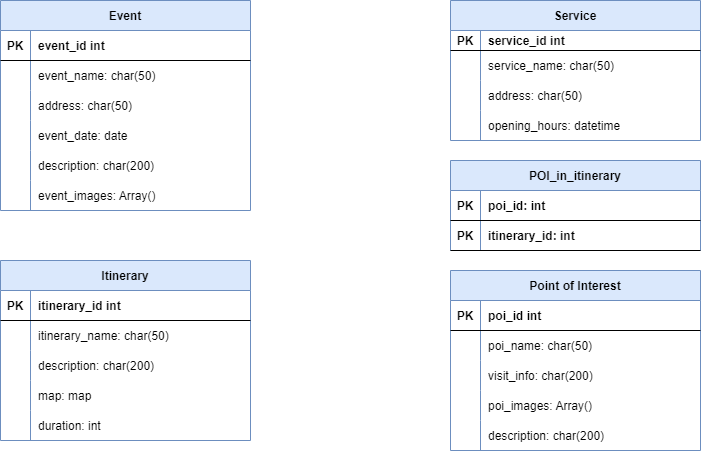 Event
PK event_id int
event_name: char(50)
address: char(50)
event_date: date
description: char(200)
event_images: Array()
Service
PK service_id int
service_name: char(50)
address: char(50)
opening_hours: datetime
POI_in_itinerary
PK poi_id: int
PK itinerary_id: int
Itinerary
PK itinerary_id int
itinerary_name: char(50)
description: char(200)
map: map
duration: int
Point of Interest
PK poi_id int
poi_name: char(50)
visit_info: char(200)
poi_images: Array()
description: char(200)